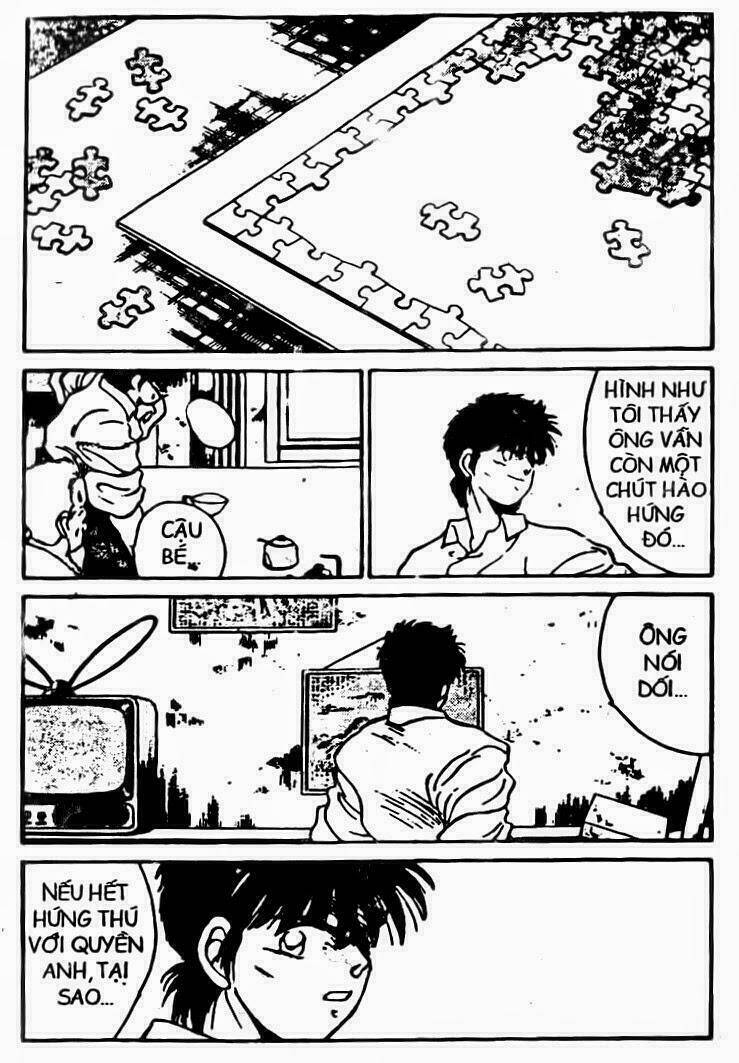 CẬU
BÉ...
HÌNH NHƯ
TÔI THẤY
ÔNG VẪN
CÒN MỘT
CHÚT HÀO
HỨNG
ĐÓ...
ÔNG
NÓI
DỐI...
NẾU HẾT
HỨNG THÚ
VỚI QUYỀN
ANH, TẠI
SAO...